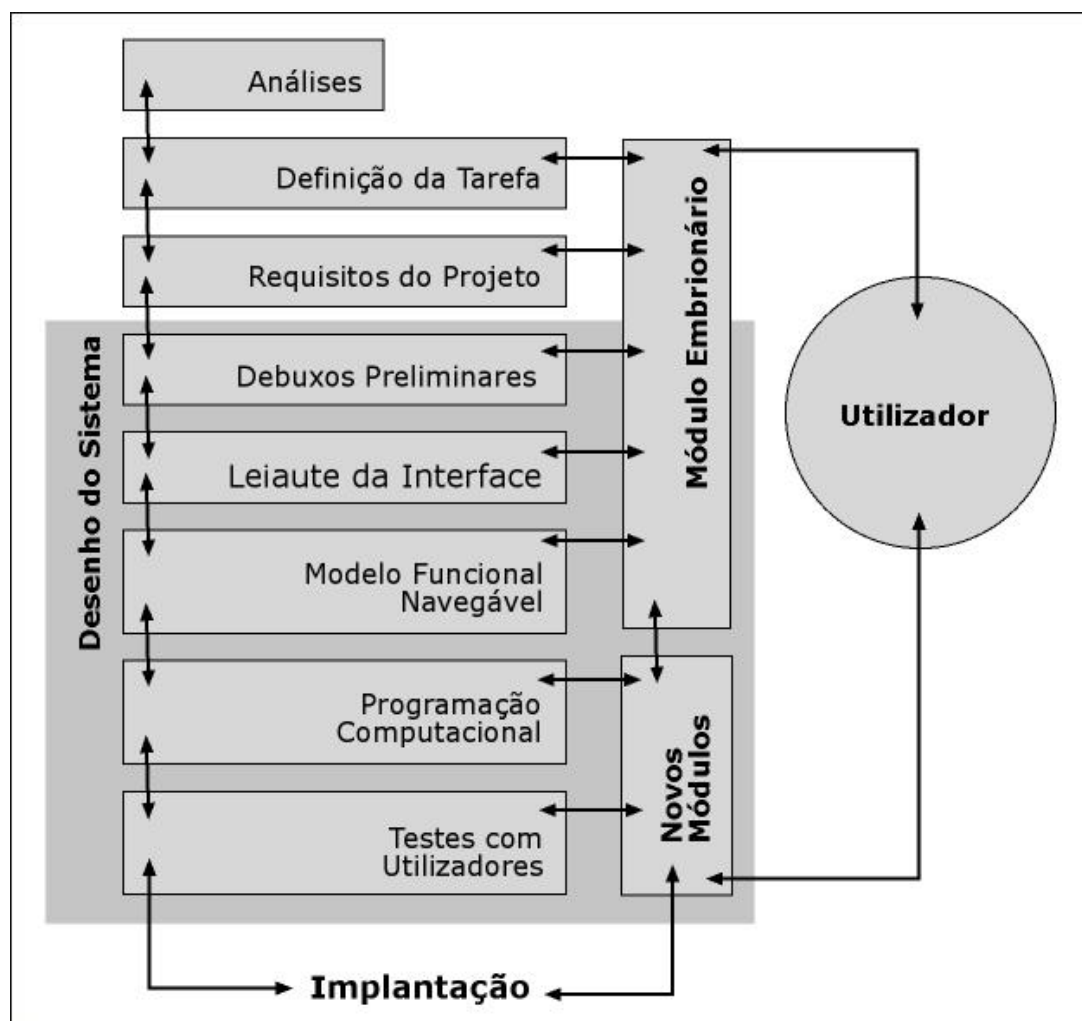 Análises
Definição da Tarefa
Requisitos do Projeto
Desenho do Sistema
Debuxos Preliminares
Leiaute da Interface
Modelo Funcional
Navegável
Programação
Computacional
Testes com
Utilizadores
Módulo Embrionário
Novos
Módulos
Utilizador
Implantação